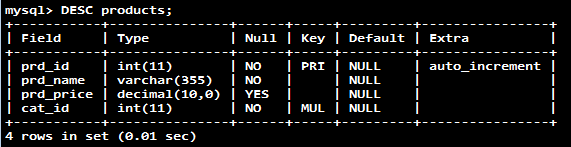 mysql> DESC products;
+-----------+---------------+------+-----+---------+----------------+
| Field     | Type          | Null | Key | Default | Extra          |
+-----------+---------------+------+-----+---------+----------------+
| prd_id    | int(11)       | NO   | PRI | NULL    | auto_increment |
| prd_name  | varchar(355)  | NO   |     | NULL    |                |
| prd_price | decimal(10,0) | YES  |     | NULL    |                |
| cat_id    | int(11)       | NO   | MUL | NULL    |                |
+-----------+---------------+------+-----+---------+----------------+
4 rows in set (0.01 sec)